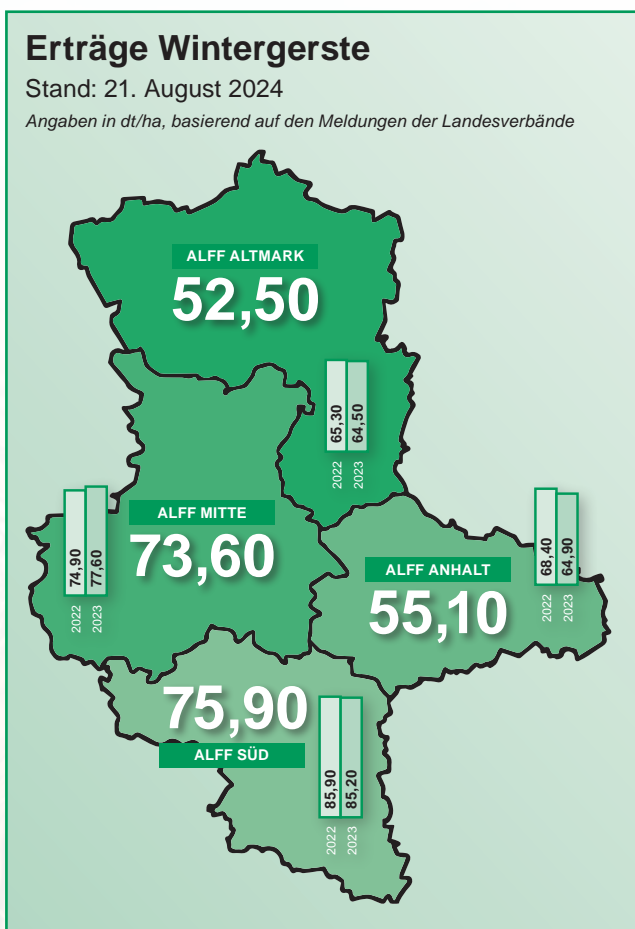 Erträge Wintergerste
Stand: 21. August 2024
Angaben in dt/ha, basierend auf den Meldungen der Landesverbände
ALFF ALTMARK
52,50
65,30
64,50
2022
2023
ALFF MITTE
73,60
74,90
77,60
2022
2023
ALFF ANHALT
55,10
68,40
64,90
2022
2023
75,90
ALFF SÜD
85,90
85,20
2022
2023